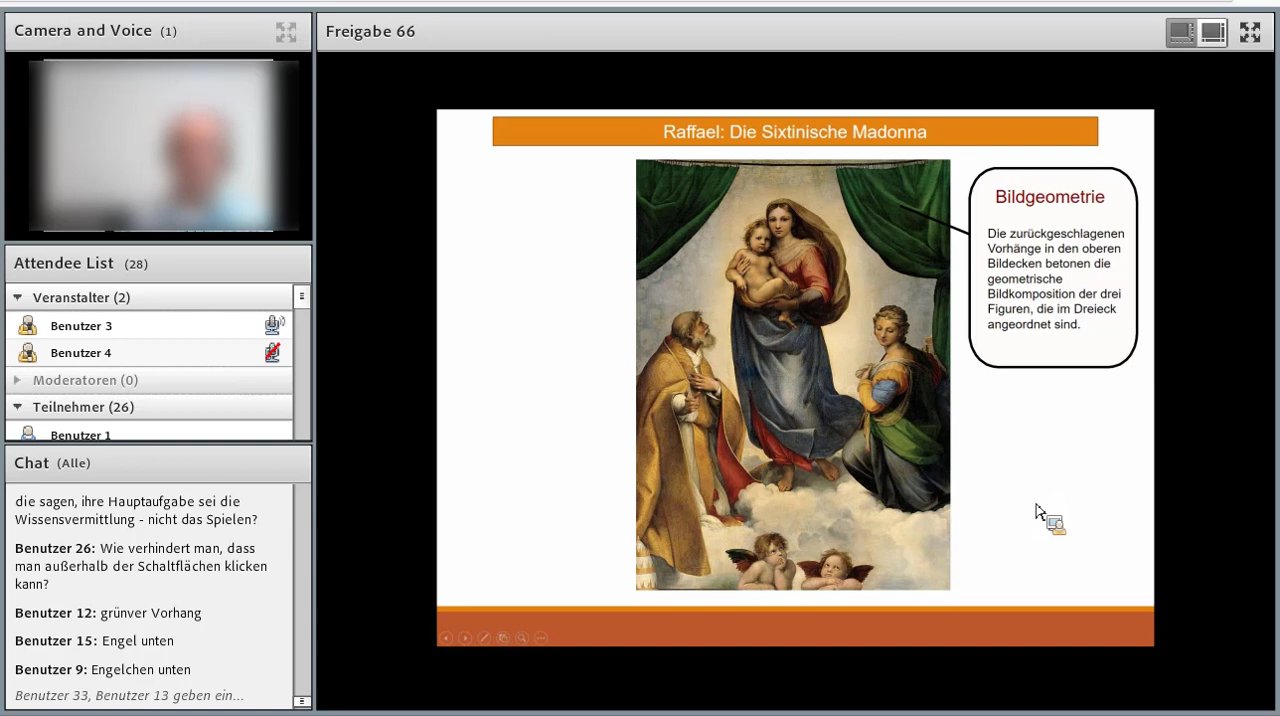 Camera and Voice (1)
Attendee List (28)
Veranstalter (2)
Benutzer 3
Benutzer 4
Moderatoren (0)
Teilnehmer (26)
Benutzer 1
Chat (Alle)
die sagen, ihre Hauptaufgabe sei die
Wissensvermittlung - nicht das Spielen?
Benutzer 26: Wie verhindert man, dass
man außerhalb der Schaltflächen klicken
kann?
Benutzer 12: grünver Vorhang
Benutzer 15: Engel unten
Benutzer 9: Engelchen unten
Benutzer 33, Benutzer 13 geben ein...
Freigabe 66
Raffael: Die Sixtinische Madonna
Bildgeometrie
Die zurückgeschlagenen
Vorhänge in den oberen
Bildecken betonen die
geometrische
Bildkomposition der drei
Figuren, die im Dreieck
angeordnet sind.